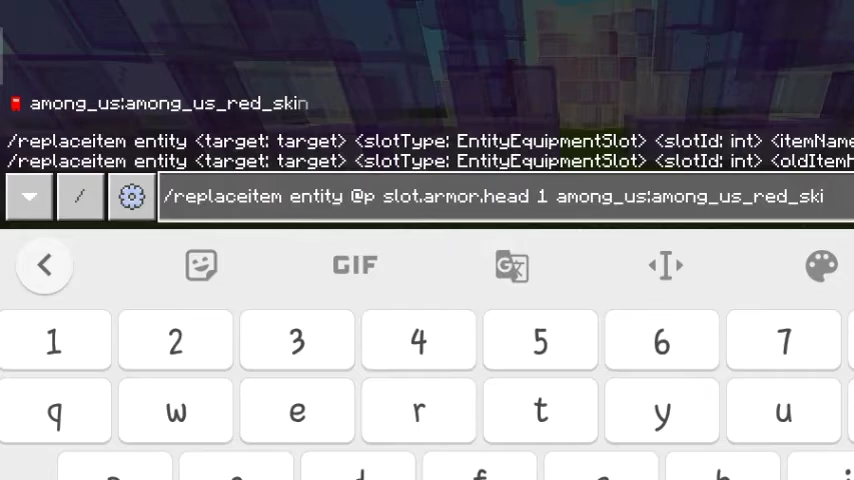 among_us:among_us_red_skin
/replaceitem entity <target: target> <slotType: EntityEquipmentSlot> <slotId: int> <itemName
/replaceitem entity <target: target> <slotType: EntityEquipmentSlot> <slotId: int> <oldItemH
/ /replaceitem entity @p slot.armor.head 1 among_us:among_us_red_ski
GIF
1 2 3 4 5 6 7
q w e r t y u